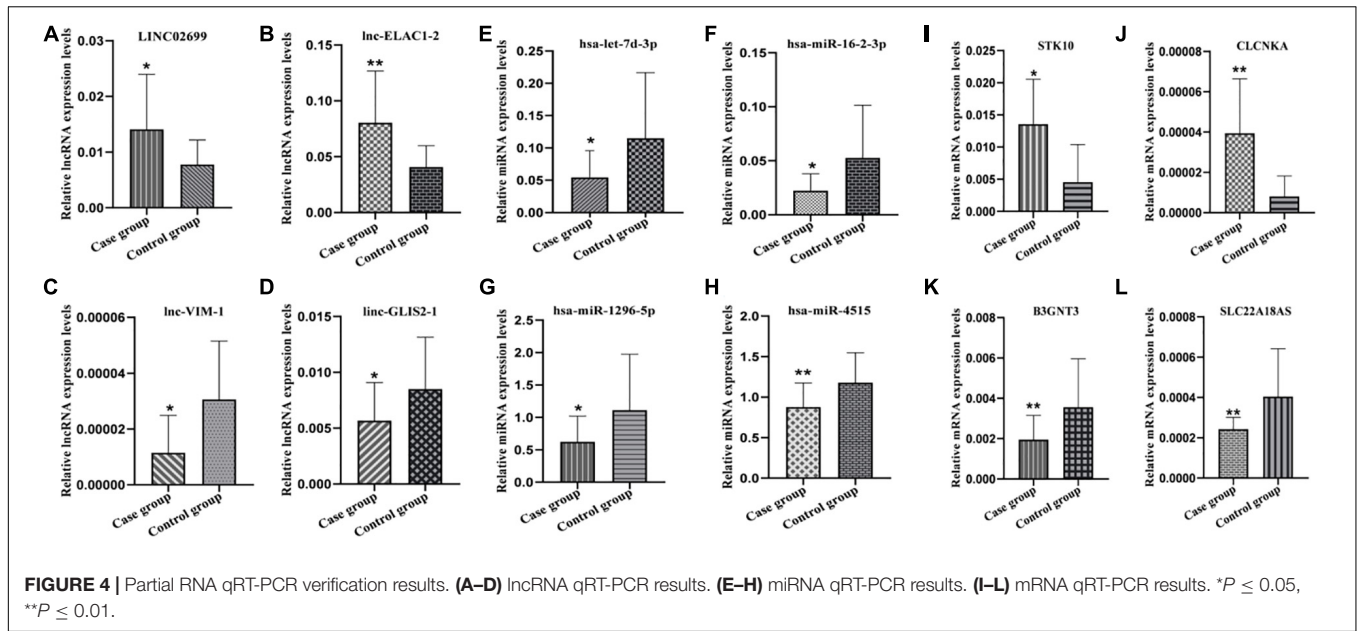 A
LINC02699
Relative lncRNA expression levels
0.03
0.02
0.01
0.00
*
Case group
Control group
B
lnc-ELAC1-2
Relative lncRNA expression levels
0.15
0.10
0.05
0.00
**
Case group
Control group
E
hsa-let-7d-3p
Relative miRNA expression levels
0.25
0.20
0.15
0.10
0.05
0.00
*
Case group
Control group
F
hsa-miR-16-2-3p
Relative miRNA expression levels
0.15
0.10
0.05
0.00
*
Case group
Control group
I
STK10
Relative mRNA expression levels
0.025
0.020
0.015
0.010
0.005
0.000
*
Case group
Control group
J
CLCNKA
Relative mRNA expression levels
0.00008
0.00006
0.00004
0.00002
0.00000
**
Case group
Control group
C
lnc-VIM-1
Relative lncRNA expression levels
0.00006
0.00004
0.00002
0.00000
*
Case group
Control group
D
linc-GLIS2-1
Relative lncRNA expression levels
0.015
0.010
0.005
0.000
*
Case group
Control group
G
hsa-miR-1296-5p
Relative miRNA expression levels
2.5
2.0
1.5
1.0
0.5
0.0
*
Case group
Control group
H
hsa-miR-4515
Relative miRNA expression levels
2.0
1.5
1.0
0.5
0.0
**
Case group
Control group
K
B3GNT3
Relative mRNA expression levels
0.008
0.006
0.004
0.002
0.000
**
Case group
Control group
L
SLC22A18AS
Relative mRNA expression levels
0.0008
0.0006
0.0004
0.0002
0.0000
**
Case group
Control group
FIGURE 4 | Partial RNA qRT-PCR verification results. (A–D) lncRNA qRT-PCR results. (E–H) miRNA qRT-PCR results. (I–L) mRNA qRT-PCR results. *P ≤ 0.05,
**P ≤ 0.01.